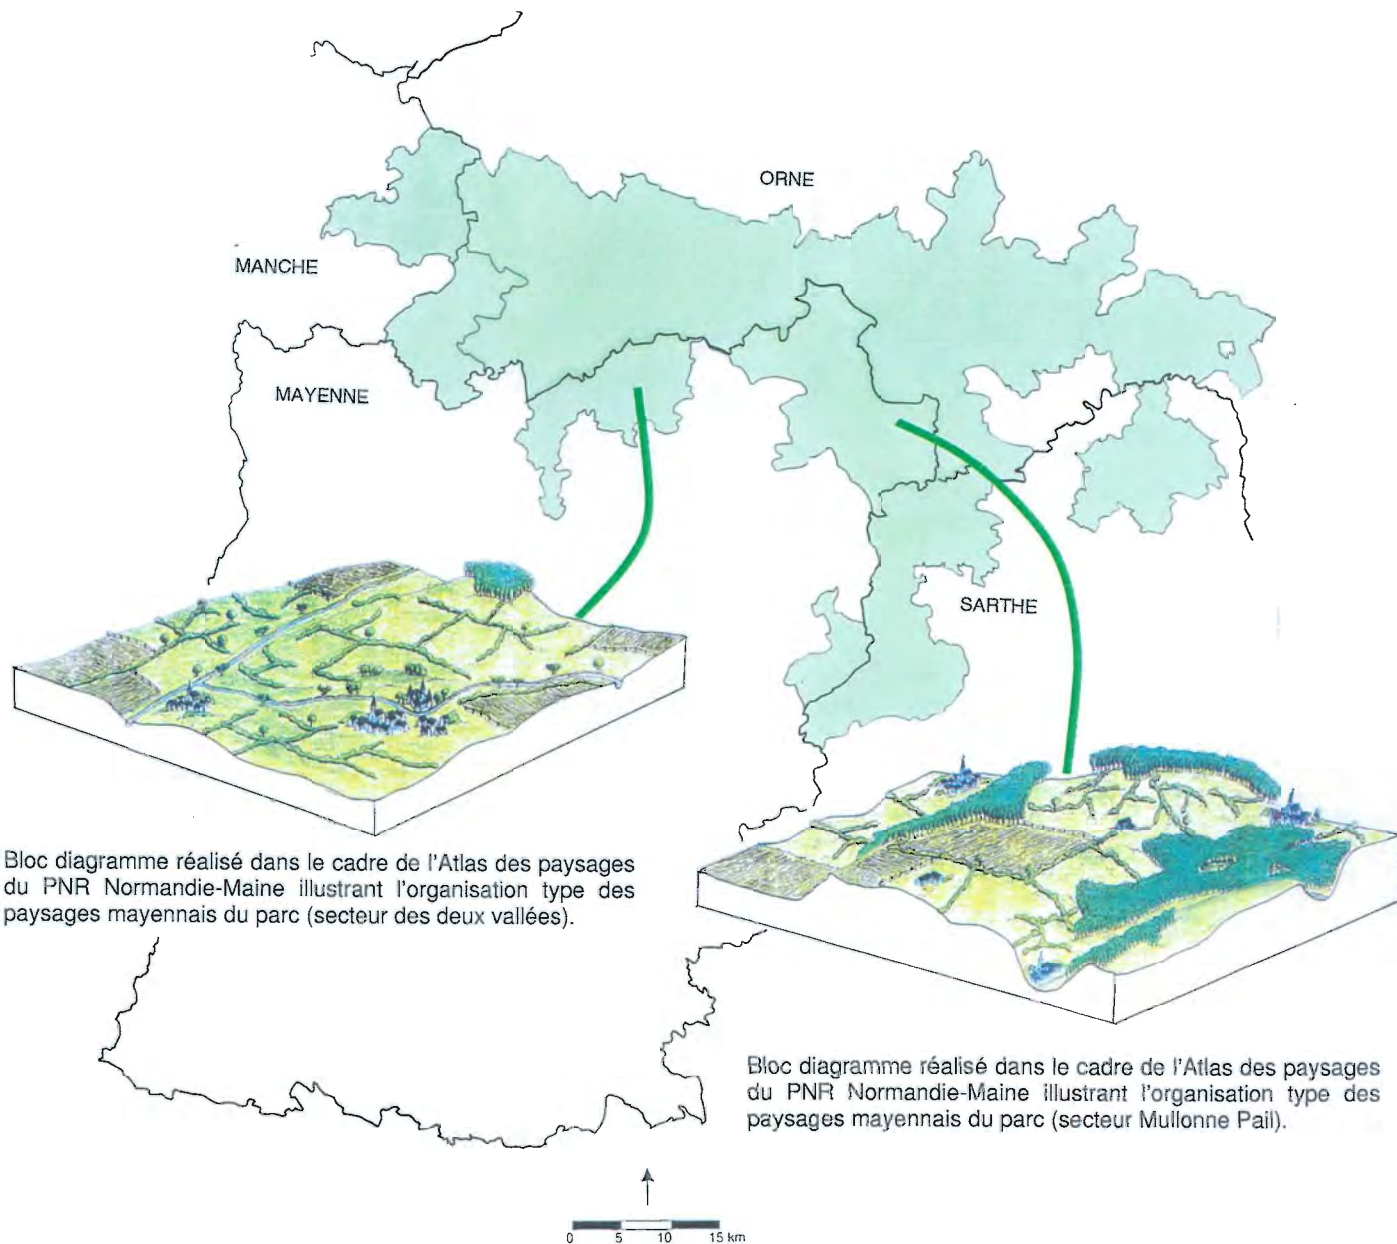 ORNE
MANCHE
MAYENNE
SARTHE
Bloc diagramme réalisé dans le cadre de l'Atlas des paysages
du PNR Normandie-Maine illustrant l'organisation type des
paysages mayennais du parc (secteur des deux vallées).
Bloc diagramme réalisé dans le cadre de l'Atlas des paysages
du PNR Normandie-Maine illustrant l'organisation type des
paysages mayennais du parc (secteur Mullonne Pail).
0 5 10 15 km